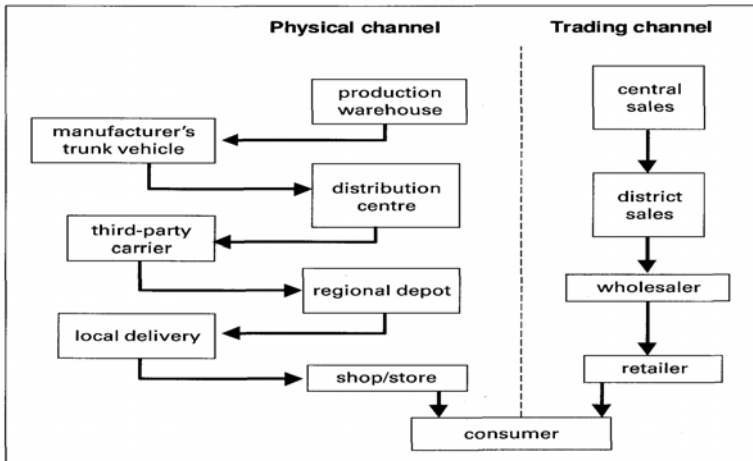 Physical channel
Trading channel
production
warehouse
manufacturer's
trunk vehicle
distribution
centre
third-party
carrier
regional depot
local delivery
shop/store
central
sales
district
sales
wholesaler
retailer
consumer